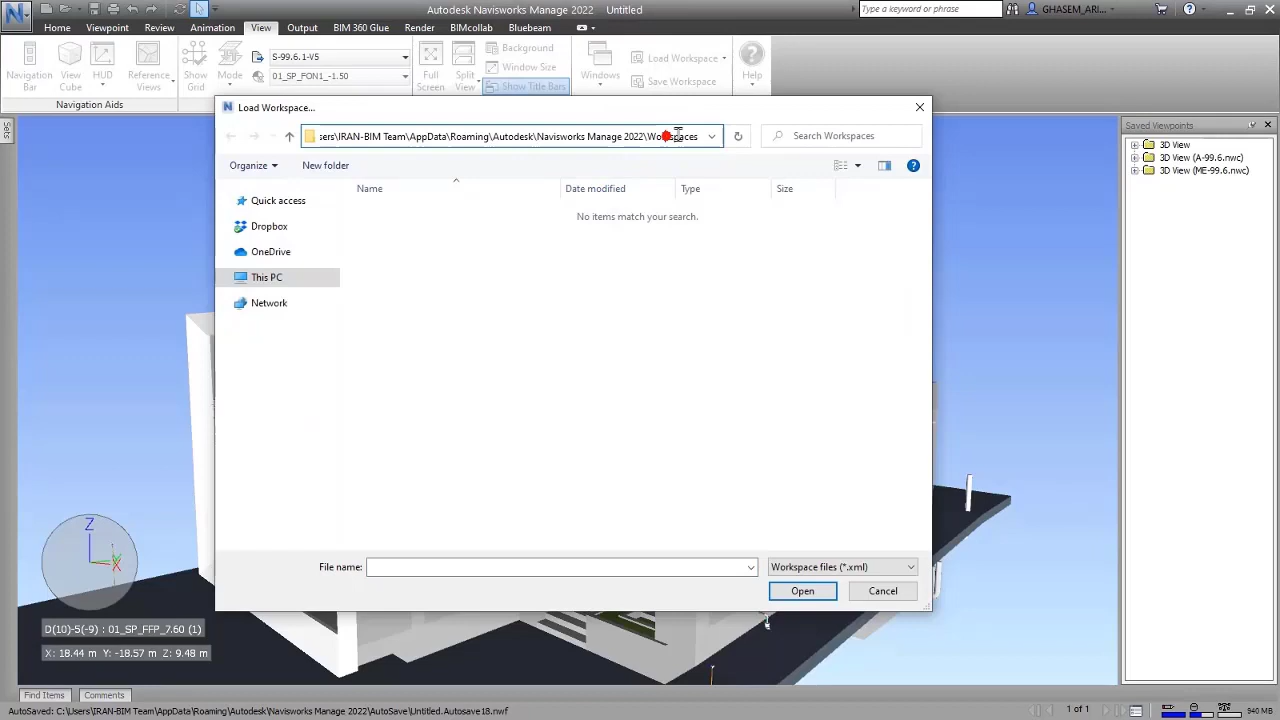 Autodesk Navisworks Manage 2022 Untitled
Type a keyword or phrase
GHASEM_ARI...
Home Viewpoint Review Animation View Output BIM 360 Glue Render BIMcollab Bluebeam
S-99.6.1-V5
01_SP_FON1_-1.50
Background
Window Size
Show Title Bars
Load Workspace
Save Workspace
Navigation Bar
View Cube
HUD
Reference Views
Show Grid
Mode
Full Screen
Split View
Windows
Help
Navigation Aids
Load Workspace...
sers\IRAN-BIM Team\AppData\Roaming\Autodesk\Navisworks Manage 2022\Workspaces
Search Workspaces
Organize
New folder
Name Date modified Type Size
No items match your search.
Quick access
Dropbox
OneDrive
This PC
Network
File name:
Workspace files (*.xml)
Open
Cancel
Saved Viewpoints
3D View
3D View (A-99.6.nwc)
3D View (ME-99.6.nwc)
Z
X
D(10)-5(-9) : 01_SP_FFP_7.60 (1)
X: 18.44 m Y: -18.57 m Z: 9.48 m
Find Items Comments
AutoSaved: C:\Users\IRAN-BIM Team\AppData\Roaming\Autodesk\Navisworks Manage 2022\AutoSave\Untitled.Autosave18.nwf
1 of 1
940 MB